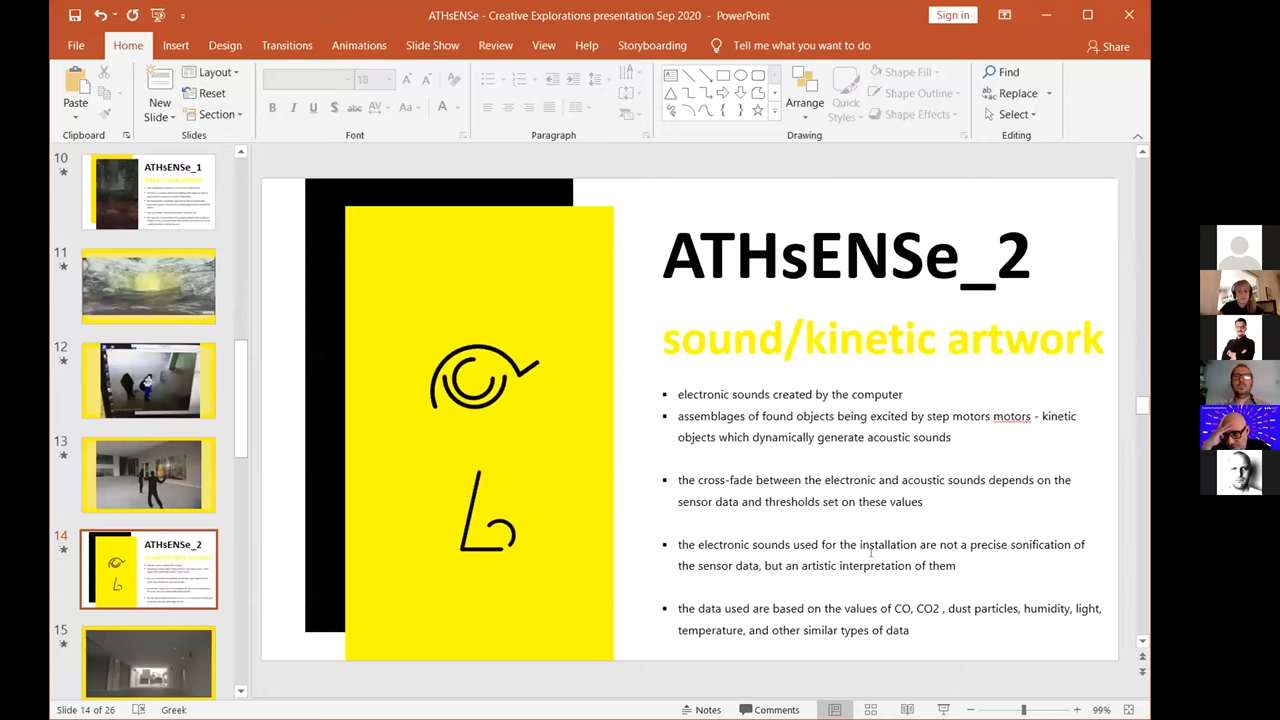 ATHsENSe - Creative Explorations presentation Sep 2020 - PowerPoint
Sign in
File Home Insert Design Transitions Animations Slide Show Review View Help Storyboarding Tell me what you want to do Share
Paste
Clipboard
New Slide
Layout
Reset
Section
Slides
18
Font
Paragraph
Arrange
Quick Styles
Shape Fill
Shape Outline
Shape Effects
Drawing
Find
Replace
Select
Editing
10
ATHsENSe_1
11
12
13
14
ATHsENSe_2
15
ATHsENSe_2
sound/kinetic artwork
electronic sounds created by the computer
assemblages of found objects being excited by step motors motors - kinetic
objects which dynamically generate acoustic sounds
the cross-fade between the electronic and acoustic sounds depends on the
sensor data and thresholds set on these values
the electronic sounds used for the installation are not a precise sonification of
the sensor data, but an artistic interpretation of them
the data used are based on the values of CO, CO2 , dust particles, humidity, light,
temperature, and other similar types of data
Slide 14 of 26 Greek Notes Comments 99%